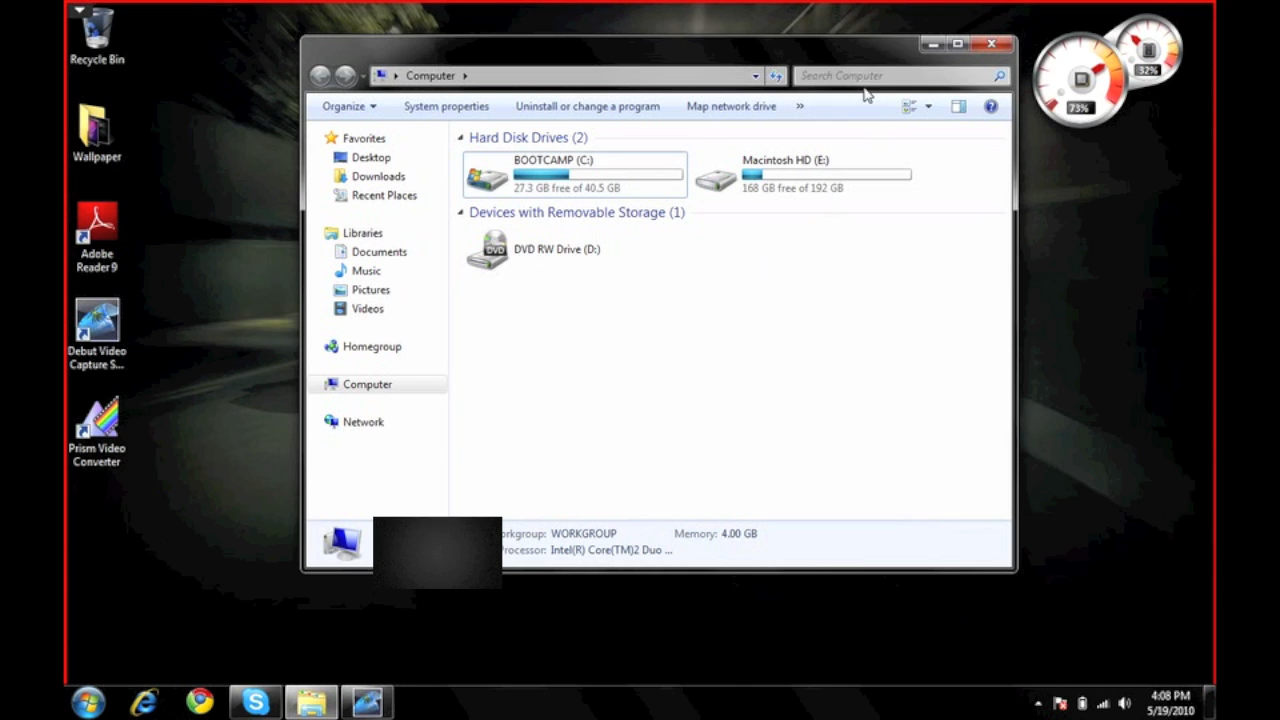 Recycle Bin
Wallpaper
Adobe
Reader 9
Debut Video
Capture S...
Prism Video
Converter
Computer
Search Computer
Organize
System properties
Uninstall or change a program
Map network drive
»
Favorites
Desktop
Downloads
Recent Places
Libraries
Documents
Music
Pictures
Videos
Homegroup
Computer
Network
Hard Disk Drives (2)
BOOTCAMP (C:)
27.3 GB free of 40.5 GB
Macintosh HD (E:)
168 GB free of 192 GB
Devices with Removable Storage (1)
DVD
DVD RW Drive (D:)
orkgroup: WORKGROUP
Memory: 4.00 GB
Processor: Intel(R) Core(TM)2 Duo ...
73%
32%
4:08 PM
5/19/2010